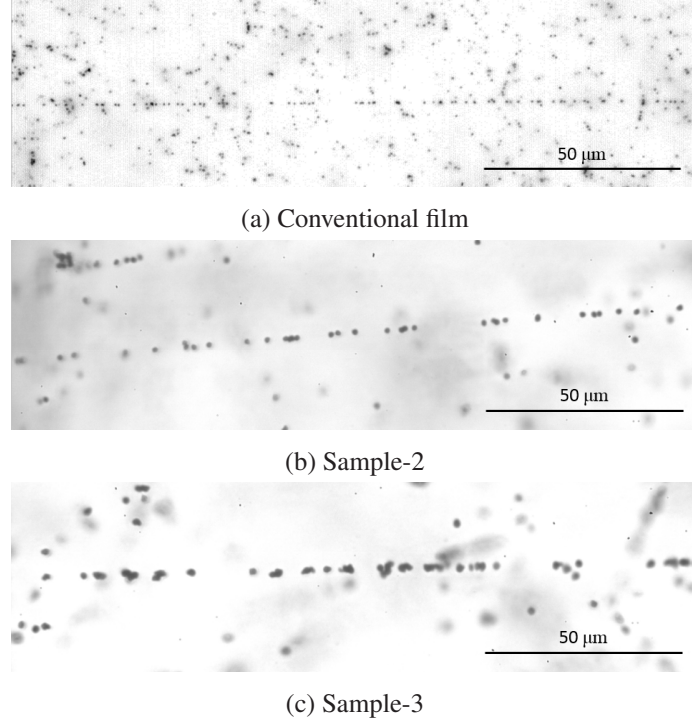 50 μm
(a) Conventional film
50 μm
(b) Sample-2
50 μm
(c) Sample-3